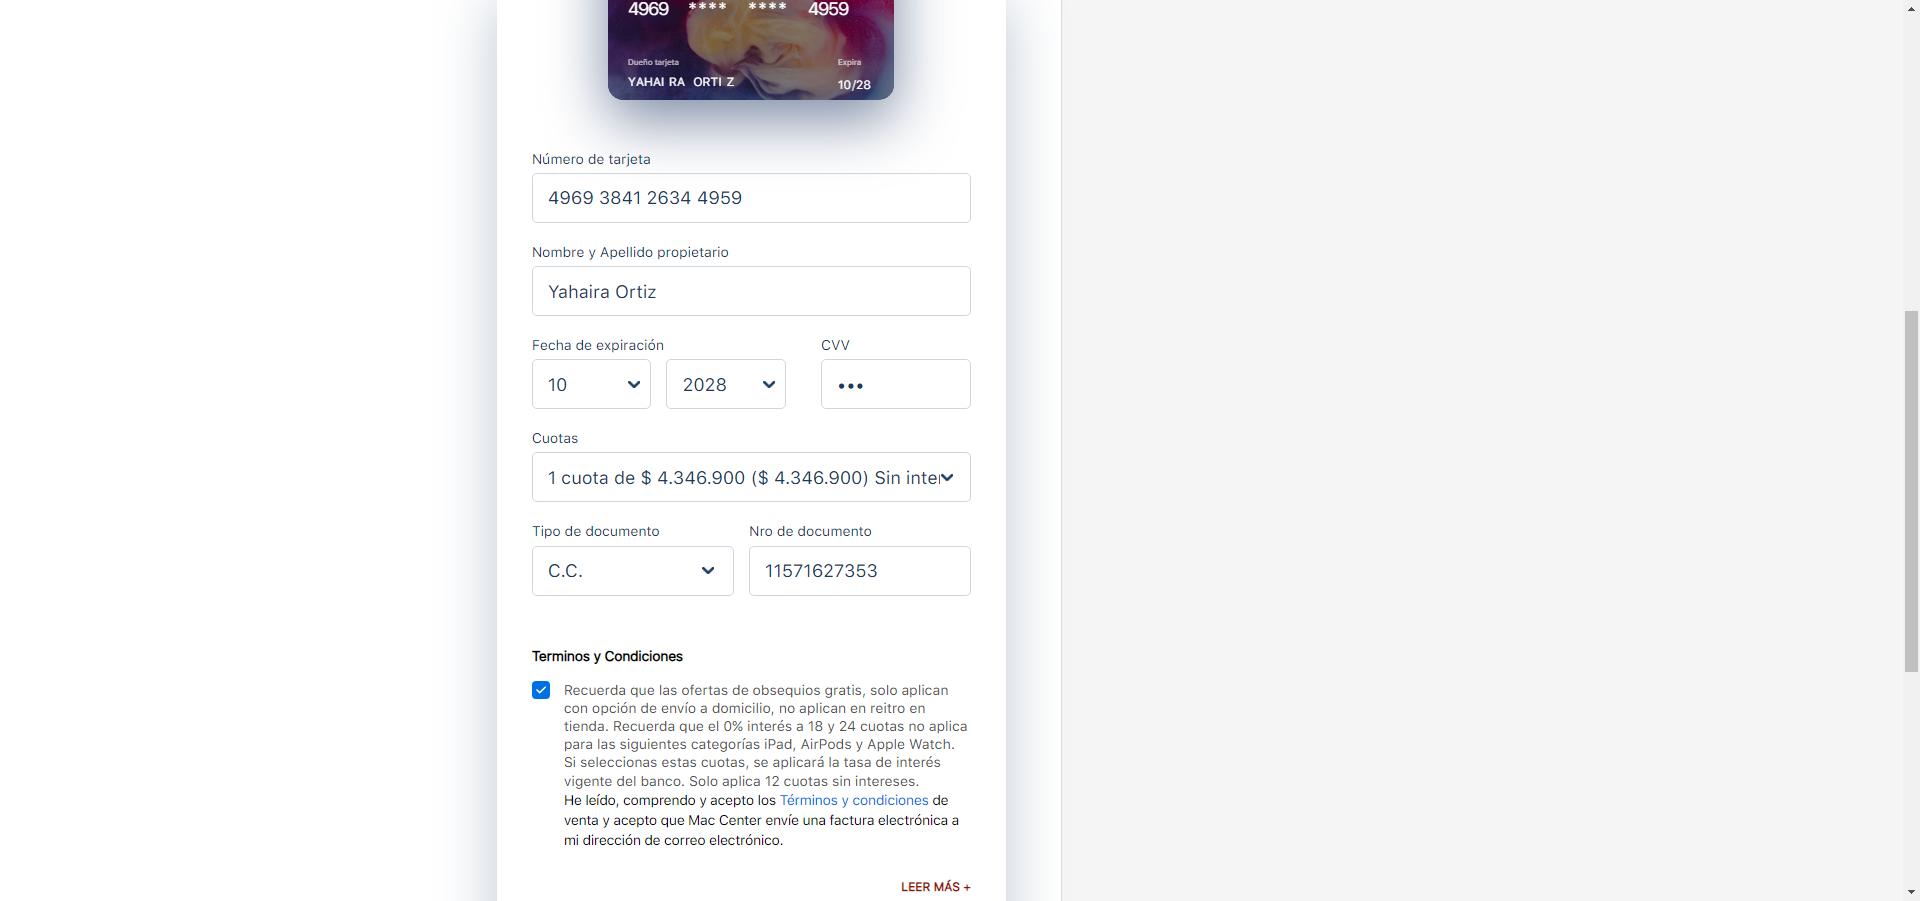 4969 **** **** 4959
Dueño tarjeta Expira
YAHAIRA ORTIZ 10/28
Número de tarjeta
4969 3841 2634 4959
Nombre y Apellido propietario
Yahaira Ortiz
Fecha de expiración CVV
10 2028 •••
Cuotas
1 cuota de $ 4.346.900 ($ 4.346.900) Sin inter
Tipo de documento Nro de documento
C.C. 11571627353
Terminos y Condiciones
Recuerda que las ofertas de obsequios gratis, solo aplican
con opción de envío a domicilio, no aplican en reitro en
tienda. Recuerda que el 0% interés a 18 y 24 cuotas no aplica
para las siguientes categorías iPad, AirPods y Apple Watch.
Si seleccionas estas cuotas, se aplicará la tasa de interés
vigente del banco. Solo aplica 12 cuotas sin intereses.
He leído, comprendo y acepto los Términos y condiciones de
venta y acepto que Mac Center envíe una factura electrónica a
mi dirección de correo electrónico.
LEER MÁS +